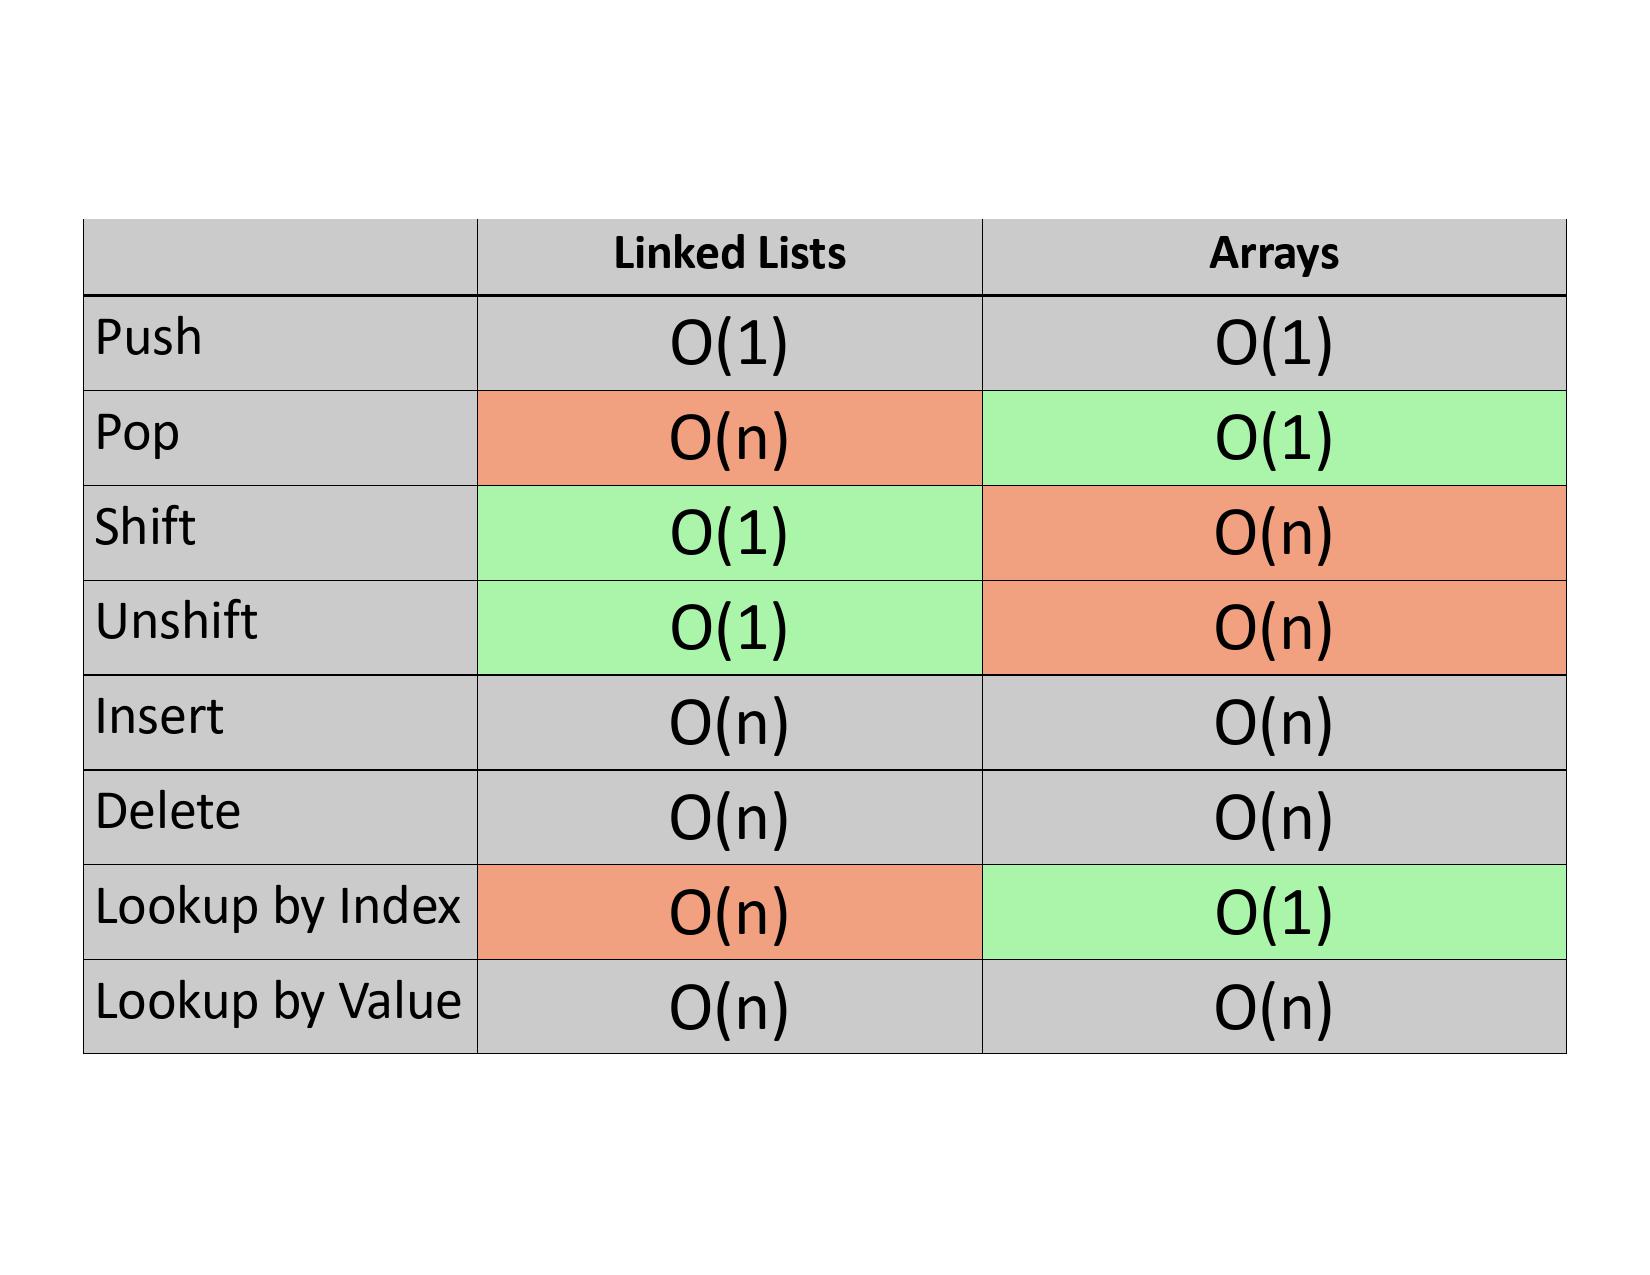 Linked Lists Arrays
Push O(1) O(1)
Pop O(n) O(1)
Shift O(1) O(n)
Unshift O(1) O(n)
Insert O(n) O(n)
Delete O(n) O(n)
Lookup by Index O(n) O(1)
Lookup by Value O(n) O(n)